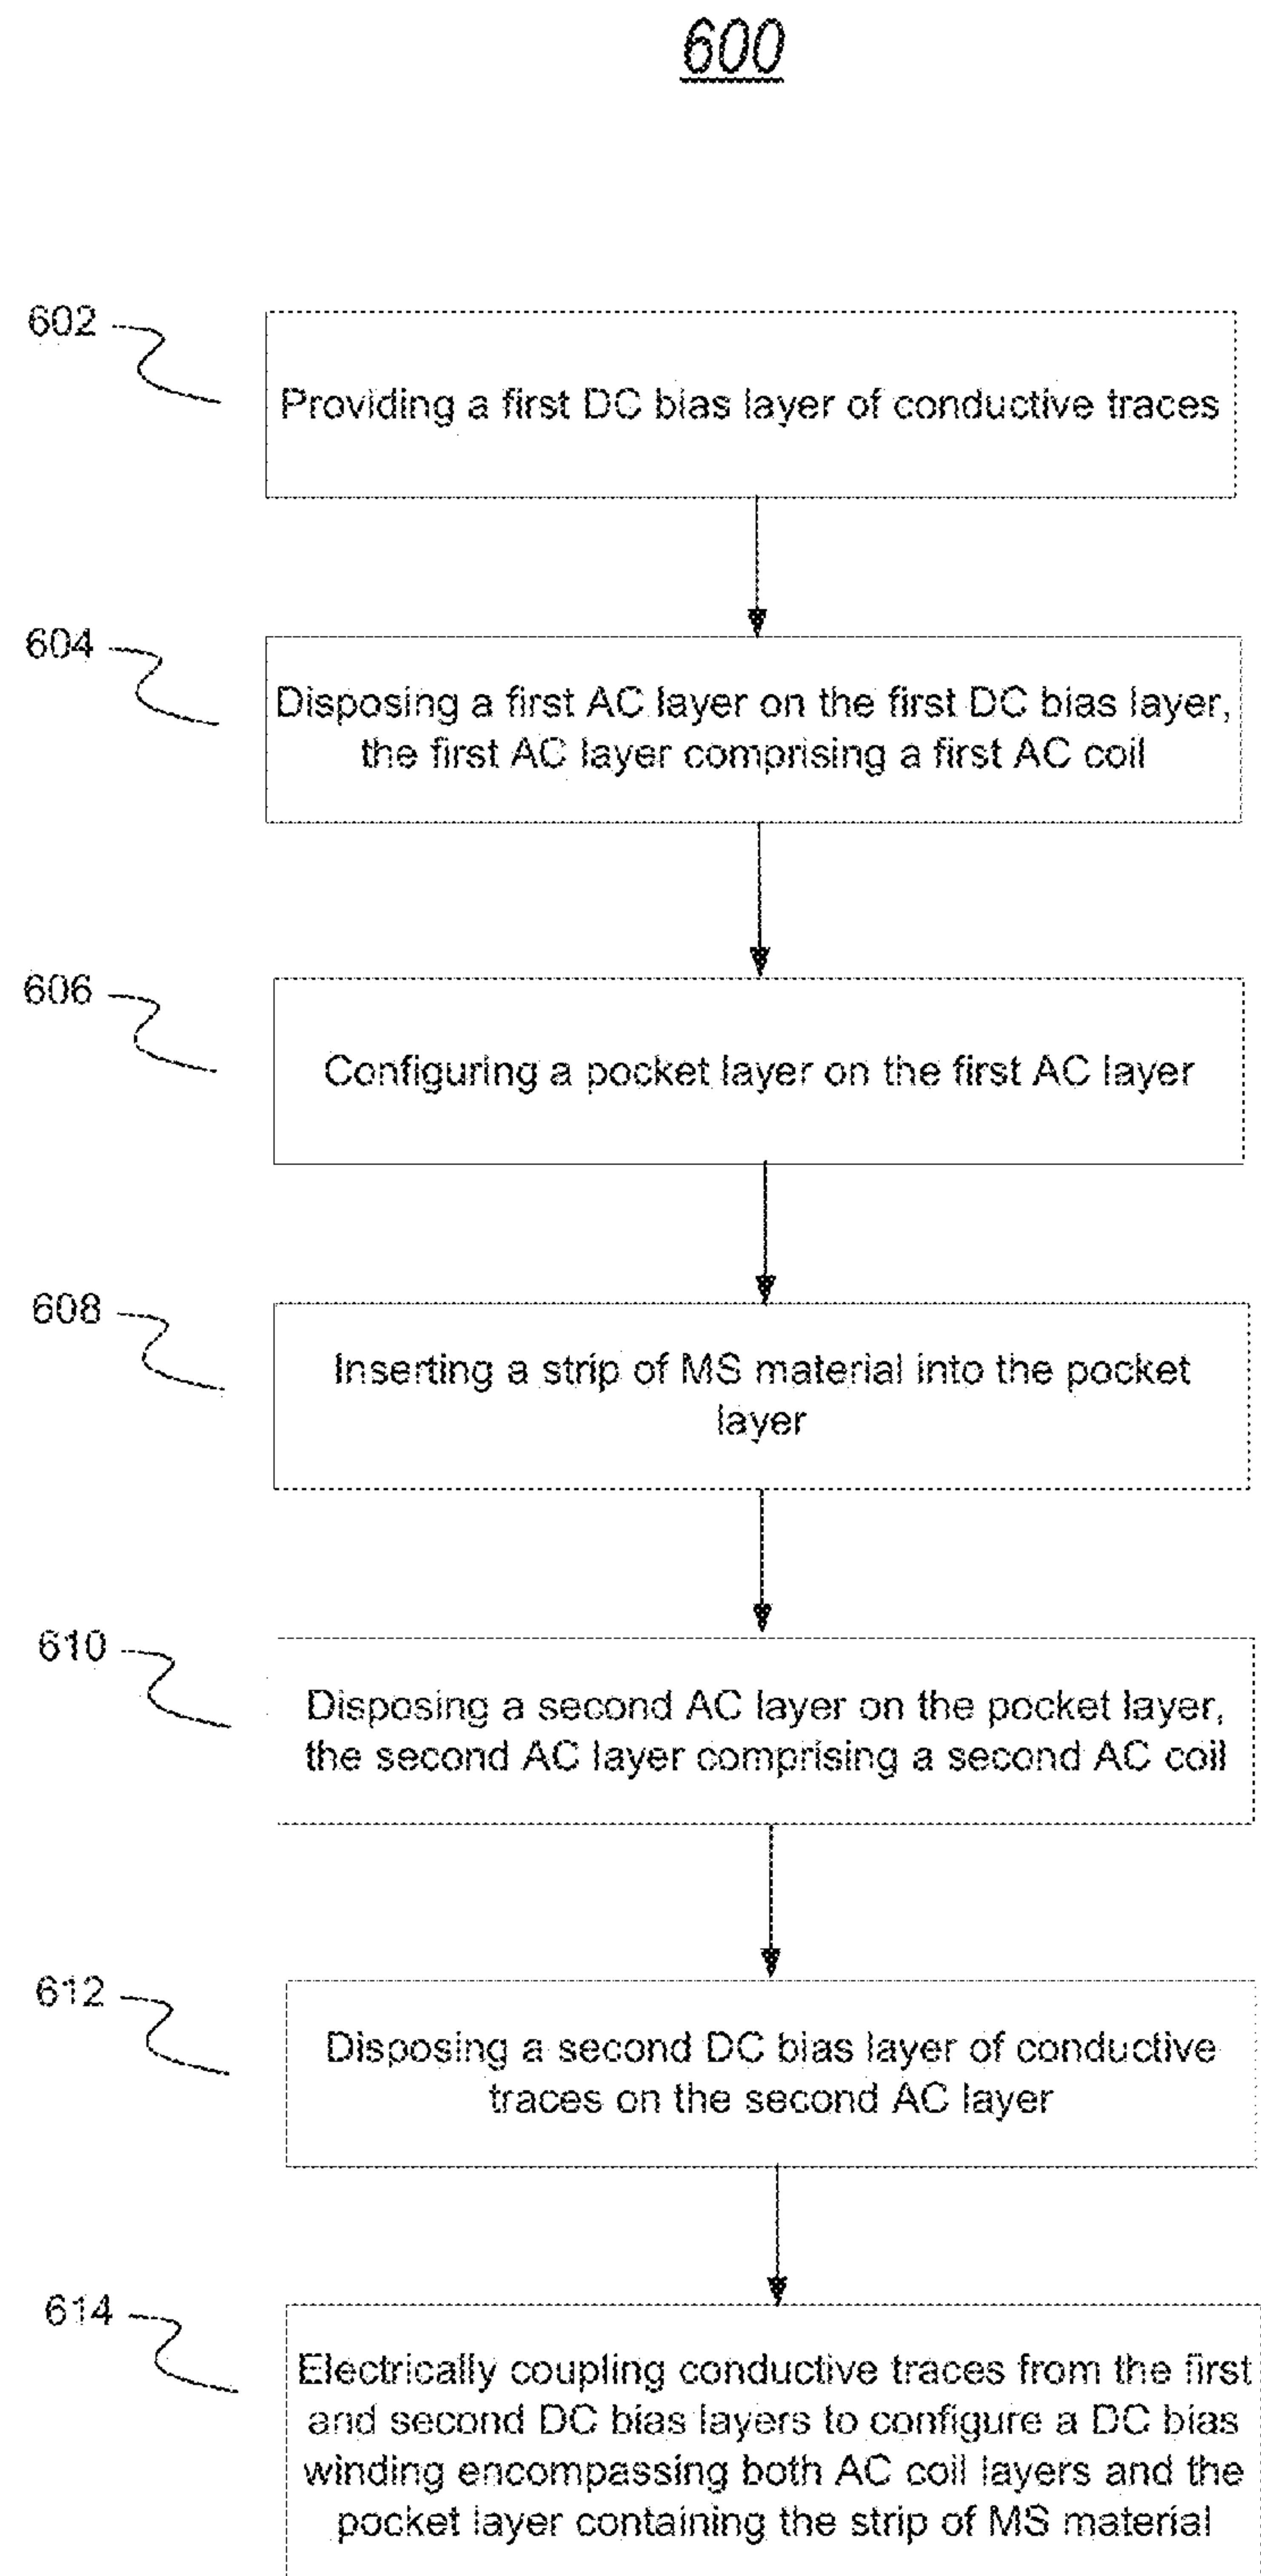 600
602
Providing a first DC bias layer of conductive traces
604
Disposing a first AC layer on the first DC bias layer,
the first AC layer comprising a first AC coil
606
Configuring a pocket layer on the first AC layer
608
Inserting a strip of MS material into the pocket
layer
610
Disposing a second AC layer on the pocket layer,
the second AC layer comprising a second AC coil
612
Disposing a second DC bias layer of conductive
traces on the second AC layer
614
Electrically coupling conductive traces from the first
and second DC bias layers to configure a DC bias
winding encompassing both AC coil layers and the
pocket layer containing the strip of MS material